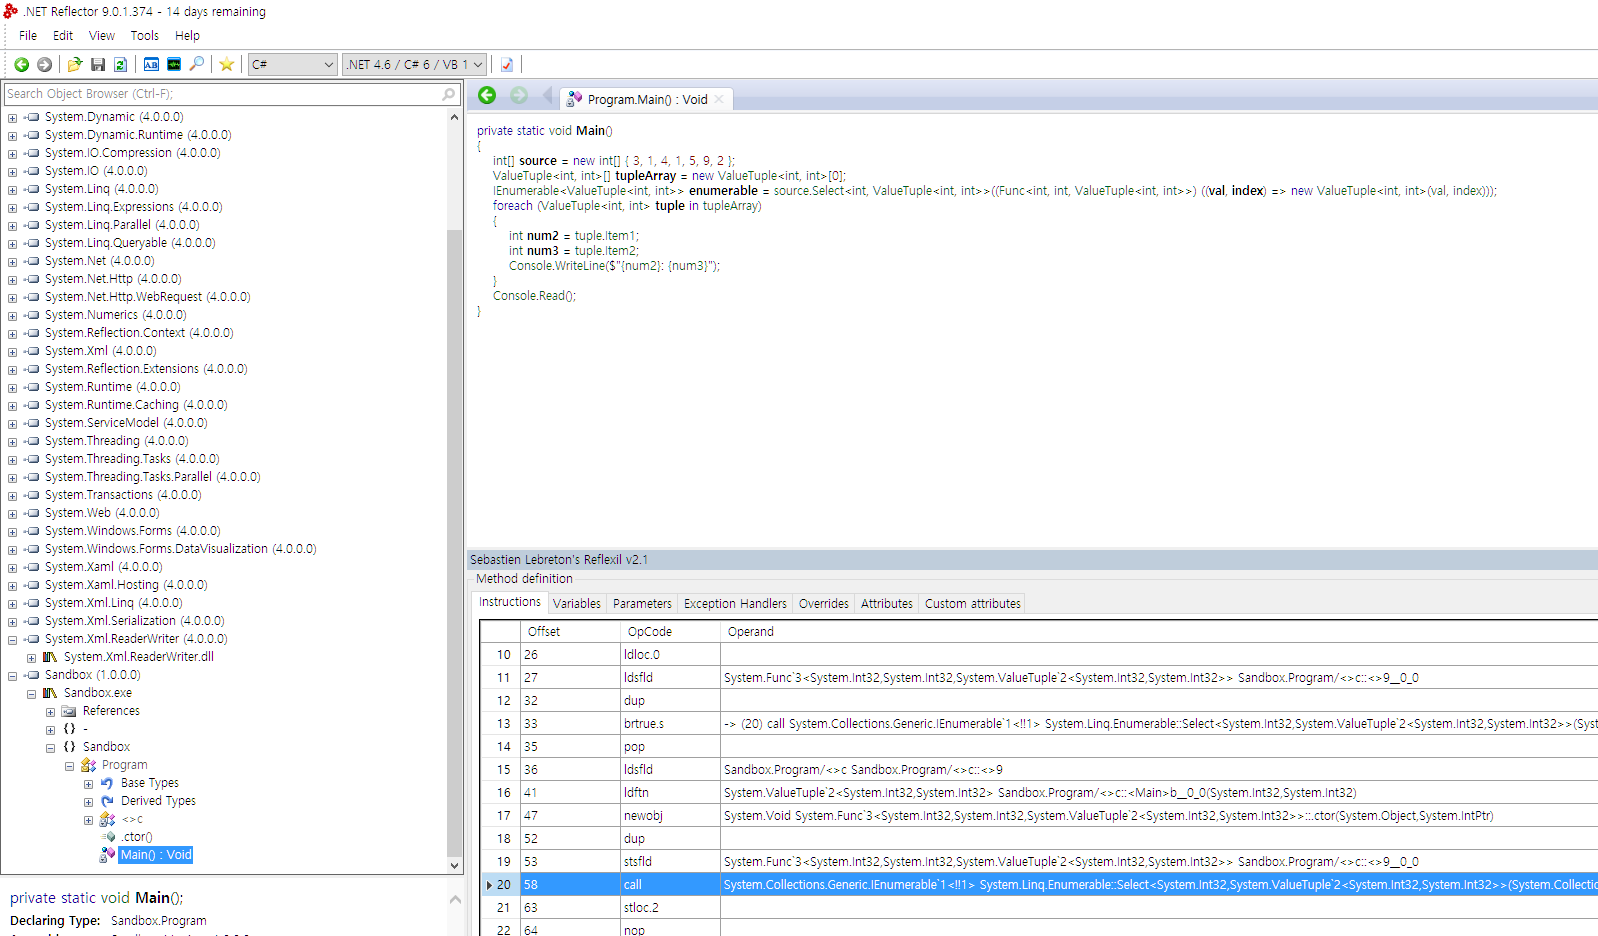 .NET Reflector 9.0.1.374 - 14 days remaining
File Edit View Tools Help
C# .NET 4.6 / C# 6 / VB 1
Search Object Browser (Ctrl-F);
System.Dynamic (4.0.0.0)
System.Dynamic.Runtime (4.0.0.0)
System.IO.Compression (4.0.0.0)
System.IO (4.0.0.0)
System.Linq (4.0.0.0)
System.Linq.Expressions (4.0.0.0)
System.Linq.Parallel (4.0.0.0)
System.Linq.Queryable (4.0.0.0)
System.Net (4.0.0.0)
System.Net.Http (4.0.0.0)
System.Net.Http.WebRequest (4.0.0.0)
System.Numerics (4.0.0.0)
System.Reflection.Context (4.0.0.0)
System.Xml (4.0.0.0)
System.Reflection.Extensions (4.0.0.0)
System.Runtime (4.0.0.0)
System.Runtime.Caching (4.0.0.0)
System.ServiceModel (4.0.0.0)
System.Threading (4.0.0.0)
System.Threading.Tasks (4.0.0.0)
System.Threading.Tasks.Parallel (4.0.0.0)
System.Transactions (4.0.0.0)
System.Web (4.0.0.0)
System.Windows.Forms (4.0.0.0)
System.Windows.Forms.DataVisualization (4.0.0.0)
System.Xaml (4.0.0.0)
System.Xaml.Hosting (4.0.0.0)
System.Xml.Linq (4.0.0.0)
System.Xml.Serialization (4.0.0.0)
System.Xml.ReaderWriter (4.0.0.0)
System.Xml.ReaderWriter.dll
Sandbox (1.0.0.0)
Sandbox.exe
References
{} -
{} Sandbox
Program
Base Types
Derived Types
<>c
.ctor()
Main() : Void
private static void Main();
Declaring Type: Sandbox.Program
Program.Main() : Void
private static void Main()
{
int[] source = new int[] { 3, 1, 4, 1, 5, 9, 2 };
ValueTuple<int, int>[] tupleArray = new ValueTuple<int, int>[0];
IEnumerable<ValueTuple<int, int>> enumerable = source.Select<int, ValueTuple<int, int>>((Func<int, int, ValueTuple<int, int>>) ((val, index) => new ValueTuple<int, int>(val, index)));
foreach (ValueTuple<int, int> tuple in tupleArray)
{
int num2 = tuple.Item1;
int num3 = tuple.Item2;
Console.WriteLine($"{num2}: {num3}");
}
Console.Read();
}
Sebastien Lebreton's Reflexil v2.1
Method definition
Instructions Variables Parameters Exception Handlers Overrides Attributes Custom attributes
Offset OpCode Operand
10 26 ldloc.0
11 27 ldsfld System.Func`3<System.Int32,System.Int32,System.ValueTuple`2<System.Int32,System.Int32>> Sandbox.Program/<>c::<>9__0_0
12 32 dup
13 33 brtrue.s -> (20) call System.Collections.Generic.IEnumerable`1<!!1> System.Linq.Enumerable::Select<System.Int32,System.ValueTuple`2<System.Int32,System.Int32>>(Sys
14 35 pop
15 36 ldsfld Sandbox.Program/<>c Sandbox.Program/<>c::<>9
16 41 ldftn System.ValueTuple`2<System.Int32,System.Int32> Sandbox.Program/<>c::<Main>b__0_0(System.Int32,System.Int32)
17 47 newobj System.Void System.Func`3<System.Int32,System.Int32,System.ValueTuple`2<System.Int32,System.Int32>>::.ctor(System.Object,System.IntPtr)
18 52 dup
19 53 stsfld System.Func`3<System.Int32,System.Int32,System.ValueTuple`2<System.Int32,System.Int32>> Sandbox.Program/<>c::<>9__0_0
20 58 call System.Collections.Generic.IEnumerable`1<!!1> System.Linq.Enumerable::Select<System.Int32,System.ValueTuple`2<System.Int32,System.Int32>>(System.Collectio
21 63 stloc.2
22 64 nop